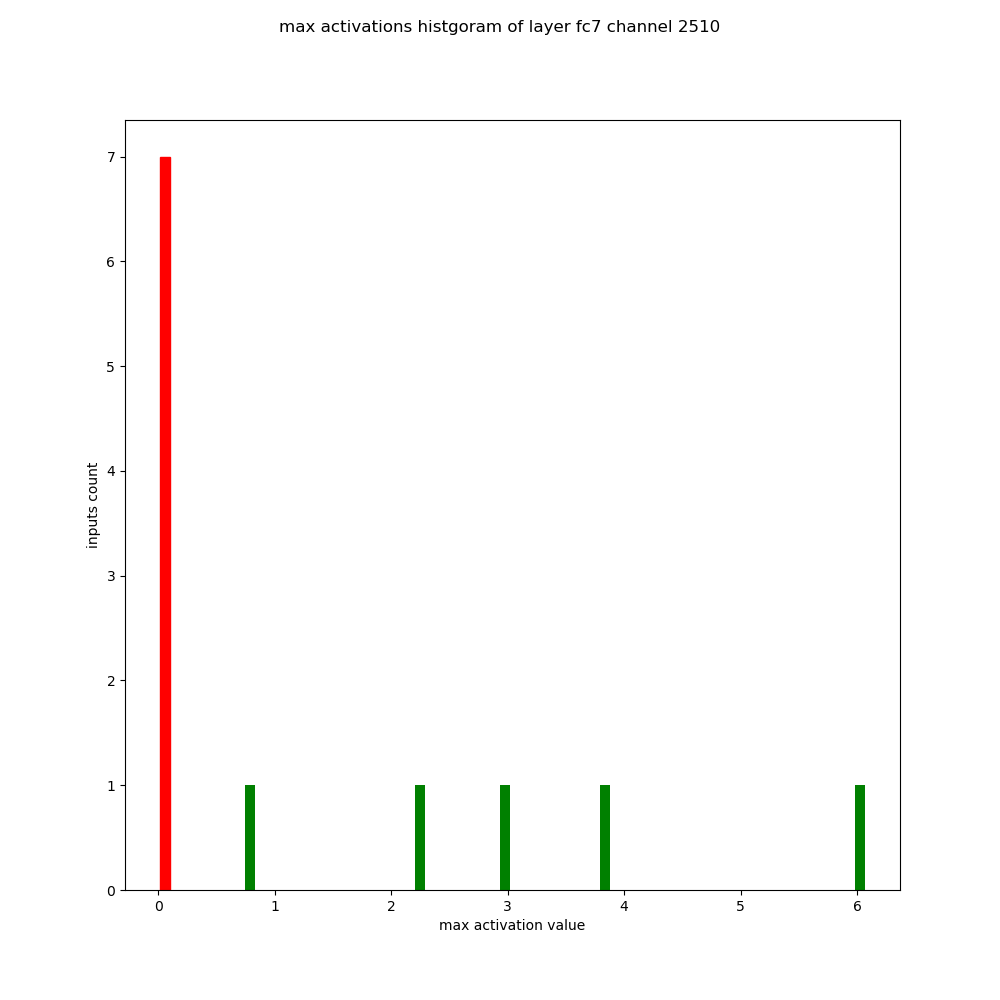 max activations histgoram of layer fc7 channel 2510
7
6
5
4
3
2
1
0
inputs count
0 1 2 3 4 5 6
max activation value